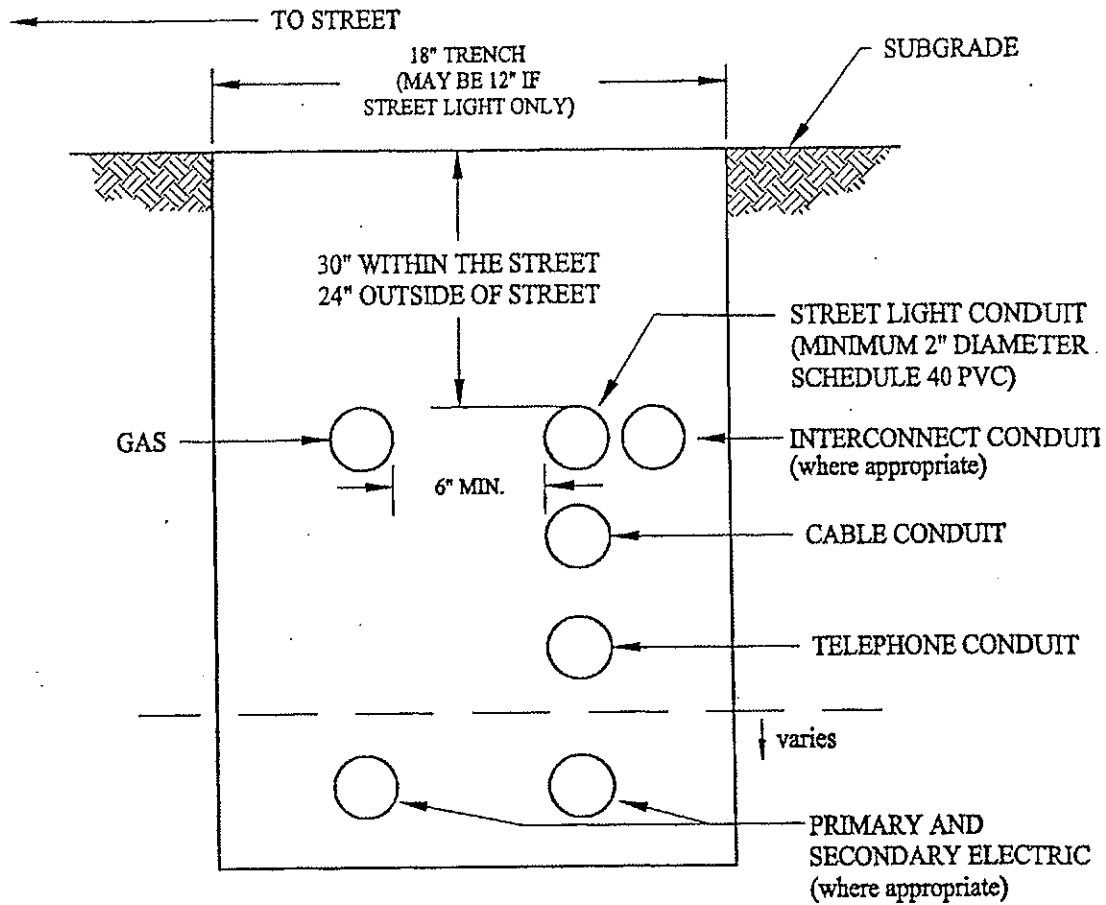 TO STREET
18" TRENCH
(MAY BE 12" IF
STREET LIGHT ONLY)
SUBGRADE
30" WITHIN THE STREET
24" OUTSIDE OF STREET
STREET LIGHT CONDUIT
(MINIMUM 2" DIAMETER
SCHEDULE 40 PVC)
GAS
INTERCONNECT CONDUIT
(where appropriate)
6" MIN.
CABLE CONDUIT
TELEPHONE CONDUIT
varies
PRIMARY AND
SECONDARY ELECTRIC
(where appropriate)